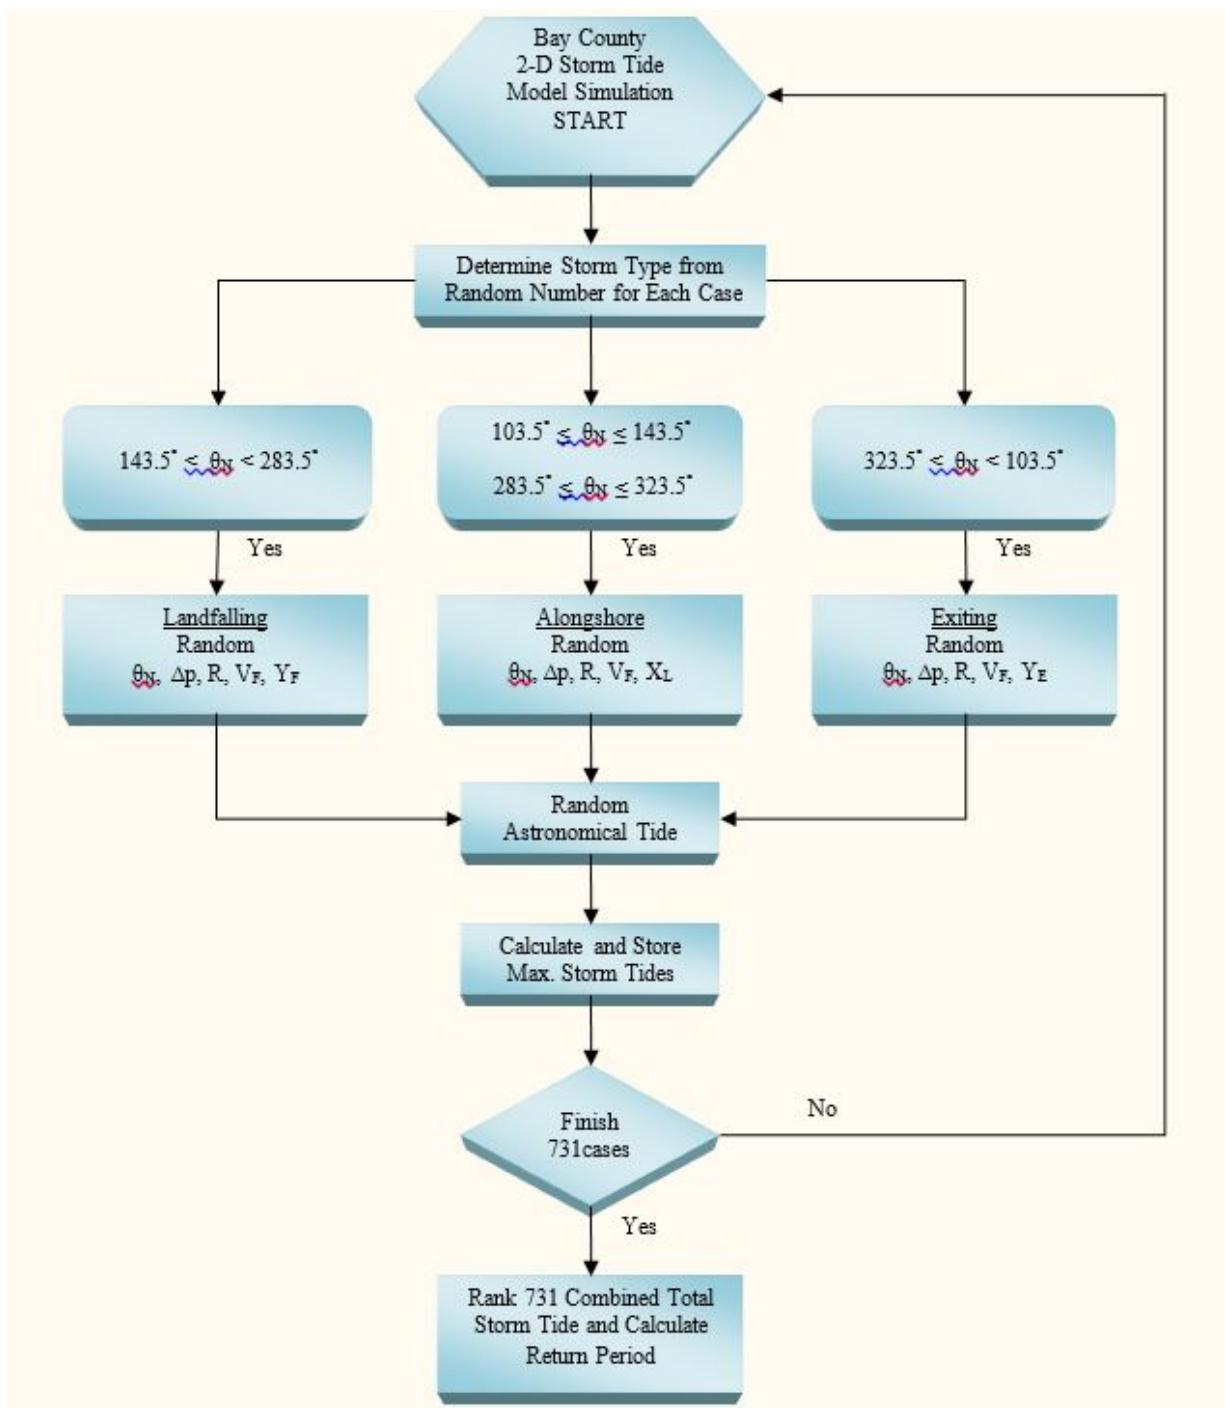 Bay County
2-D Storm Tide
Model Simulation
START
Determine Storm Type from
Random Number for Each Case
143.5˚ ≤ θN < 283.5˚
103.5˚ ≤ θN ≤ 143.5˚
283.5˚ ≤ θN ≤ 323.5˚
323.5˚ ≤ θN < 103.5˚
Yes
Yes
Yes
Landfalling
Random
θN, Δp, R, VF, YF
Alongshore
Random
θN, Δp, R, VF, XL
Exiting
Random
θN, Δp, R, VF, YE
Random
Astronomical Tide
Calculate and Store
Max. Storm Tides
Finish
731cases
No
Yes
Rank 731 Combined Total
Storm Tide and Calculate
Return Period